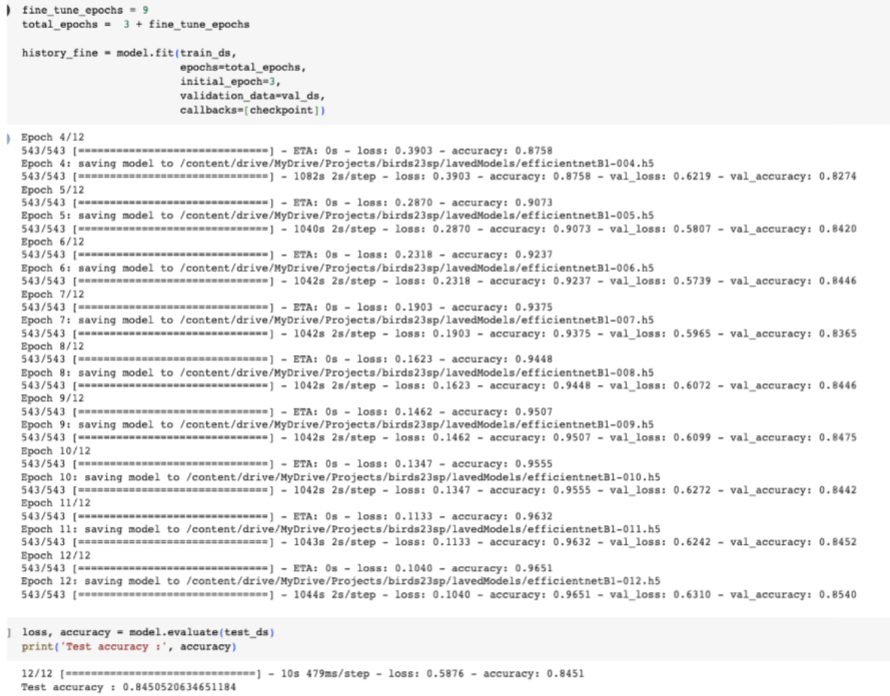 fine_tune_epochs = 9
total_epochs =  3 + fine_tune_epochs
history_fine = model.fit(train_ds,
                         epochs=total_epochs,
                         initial_epoch=3,
                         validation_data=val_ds,
                         callbacks=[checkpoint])
Epoch 4/12
543/543 [==============================] - ETA: 0s - loss: 0.3903 - accuracy: 0.8758
Epoch 4: saving model to /content/drive/MyDrive/Projects/birds23sp/lavedModels/efficientnetB1-004.h5
543/543 [==============================] - 1082s 2s/step - loss: 0.3903 - accuracy: 0.8758 - val_loss: 0.6219 - val_accuracy: 0.8274
Epoch 5/12
543/543 [==============================] - ETA: 0s - loss: 0.2870 - accuracy: 0.9073
Epoch 5: saving model to /content/drive/MyDrive/Projects/birds23sp/lavedModels/efficientnetB1-005.h5
543/543 [==============================] - 1040s 2s/step - loss: 0.2870 - accuracy: 0.9073 - val_loss: 0.5807 - val_accuracy: 0.8420
Epoch 6/12
543/543 [==============================] - ETA: 0s - loss: 0.2318 - accuracy: 0.9237
Epoch 6: saving model to /content/drive/MyDrive/Projects/birds23sp/lavedModels/efficientnetB1-006.h5
543/543 [==============================] - 1042s 2s/step - loss: 0.2318 - accuracy: 0.9237 - val_loss: 0.5739 - val_accuracy: 0.8446
Epoch 7/12
543/543 [==============================] - ETA: 0s - loss: 0.1903 - accuracy: 0.9375
Epoch 7: saving model to /content/drive/MyDrive/Projects/birds23sp/lavedModels/efficientnetB1-007.h5
543/543 [==============================] - 1042s 2s/step - loss: 0.1903 - accuracy: 0.9375 - val_loss: 0.5965 - val_accuracy: 0.8365
Epoch 8/12
543/543 [==============================] - ETA: 0s - loss: 0.1623 - accuracy: 0.9448
Epoch 8: saving model to /content/drive/MyDrive/Projects/birds23sp/lavedModels/efficientnetB1-008.h5
543/543 [==============================] - 1042s 2s/step - loss: 0.1623 - accuracy: 0.9448 - val_loss: 0.6072 - val_accuracy: 0.8446
Epoch 9/12
543/543 [==============================] - ETA: 0s - loss: 0.1462 - accuracy: 0.9507
Epoch 9: saving model to /content/drive/MyDrive/Projects/birds23sp/lavedModels/efficientnetB1-009.h5
543/543 [==============================] - 1042s 2s/step - loss: 0.1462 - accuracy: 0.9507 - val_loss: 0.6099 - val_accuracy: 0.8475
Epoch 10/12
543/543 [==============================] - ETA: 0s - loss: 0.1347 - accuracy: 0.9555
Epoch 10: saving model to /content/drive/MyDrive/Projects/birds23sp/lavedModels/efficientnetB1-010.h5
543/543 [==============================] - 1042s 2s/step - loss: 0.1347 - accuracy: 0.9555 - val_loss: 0.6272 - val_accuracy: 0.8442
Epoch 11/12
543/543 [==============================] - ETA: 0s - loss: 0.1133 - accuracy: 0.9632
Epoch 11: saving model to /content/drive/MyDrive/Projects/birds23sp/lavedModels/efficientnetB1-011.h5
543/543 [==============================] - 1043s 2s/step - loss: 0.1133 - accuracy: 0.9632 - val_loss: 0.6242 - val_accuracy: 0.8452
Epoch 12/12
543/543 [==============================] - ETA: 0s - loss: 0.1040 - accuracy: 0.9651
Epoch 12: saving model to /content/drive/MyDrive/Projects/birds23sp/lavedModels/efficientnetB1-012.h5
543/543 [==============================] - 1044s 2s/step - loss: 0.1040 - accuracy: 0.9651 - val_loss: 0.6310 - val_accuracy: 0.8540
loss, accuracy = model.evaluate(test_ds)
print('Test accuracy :', accuracy)
12/12 [==============================] - 10s 479ms/step - loss: 0.5876 - accuracy: 0.8451
Test accuracy : 0.8450520634651184